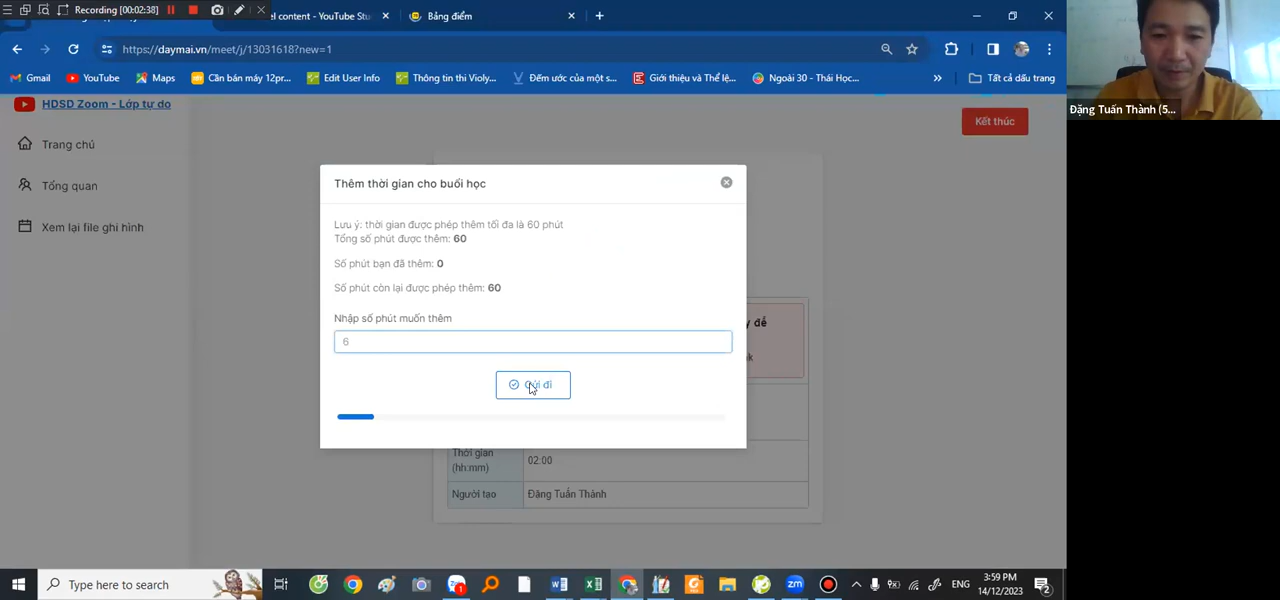 Recording [00:02:38]
el content - YouTube Stu
Bảng điểm
https://daymai.vn/meet/j/13031618?new=1
Gmail
YouTube
Maps
Cần bán máy 12pr...
Edit User Info
Thông tin thi Violy...
Đếm ước của một s...
Giới thiệu và Thể lệ...
Ngoài 30 - Thái Học...
»
Tất cả dấu trang
Đặng Tuấn Thành (5...
HDSD Zoom - Lớp tự do
Kết thúc
Trang chủ
Tổng quan
Xem lại file ghi hình
Thêm thời gian cho buổi học
Lưu ý: thời gian được phép thêm tối đa là 60 phút
Tổng số phút được thêm: 60
Số phút bạn đã thêm: 0
Số phút còn lại được phép thêm: 60
Nhập số phút muốn thêm
6
Gửi đi
y để
k
Thời gian
(hh:mm)
02:00
Người tạo
Đặng Tuấn Thành
Type here to search
ENG
3:59 PM
14/12/2023